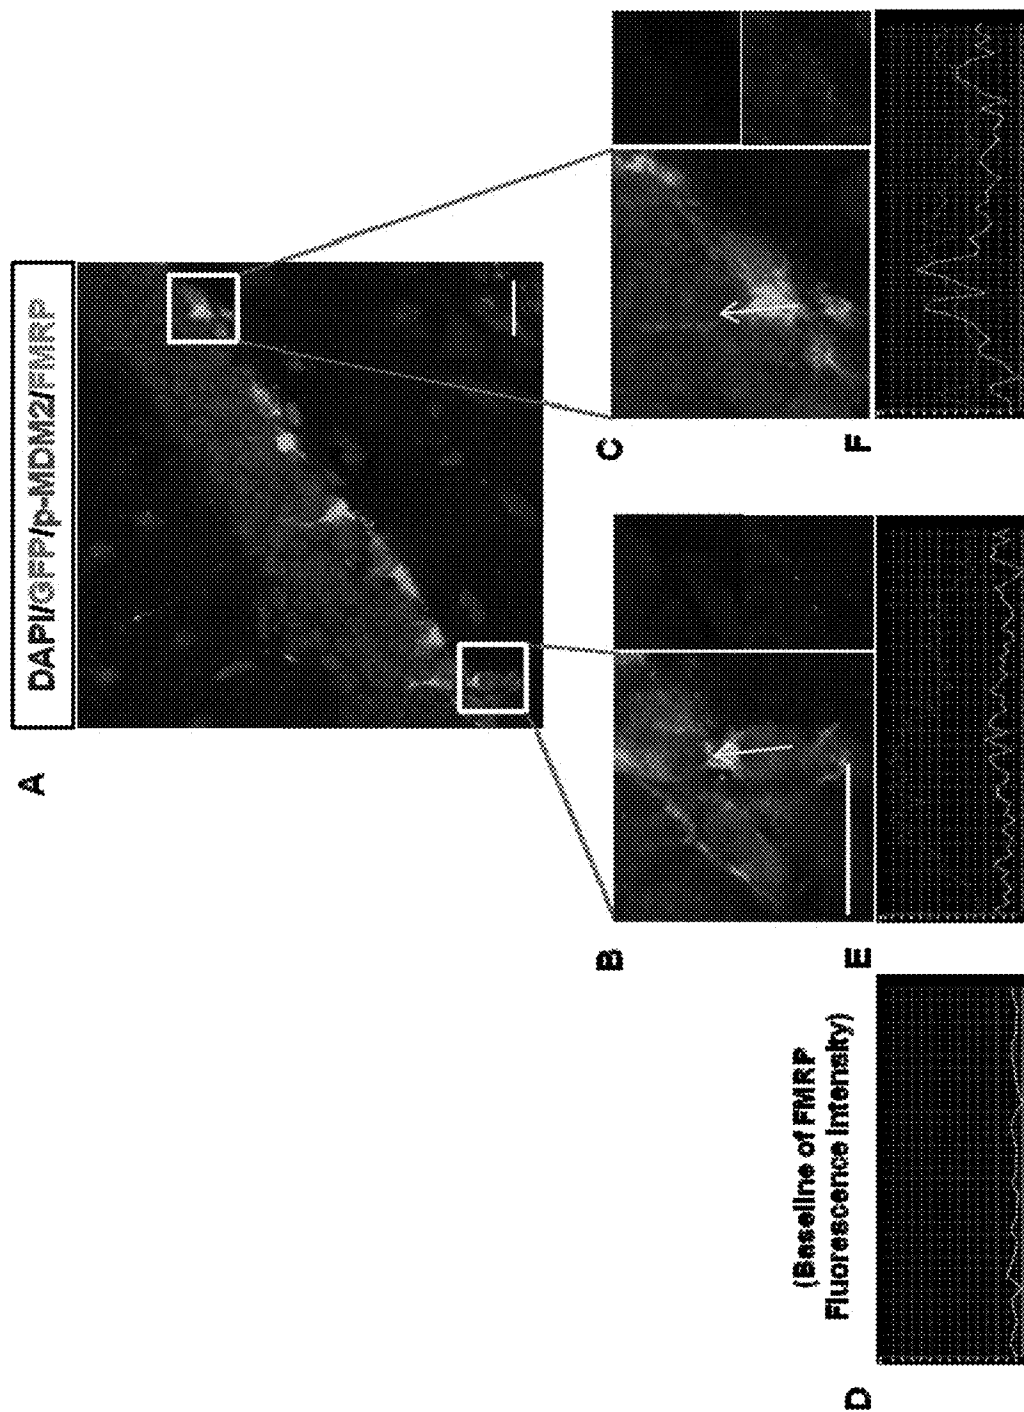 A
DAPI/GFP/p-MDM2/FMRP
B
C
(Baseline of FMRP
Fluorescence Intensity)
D
E
F